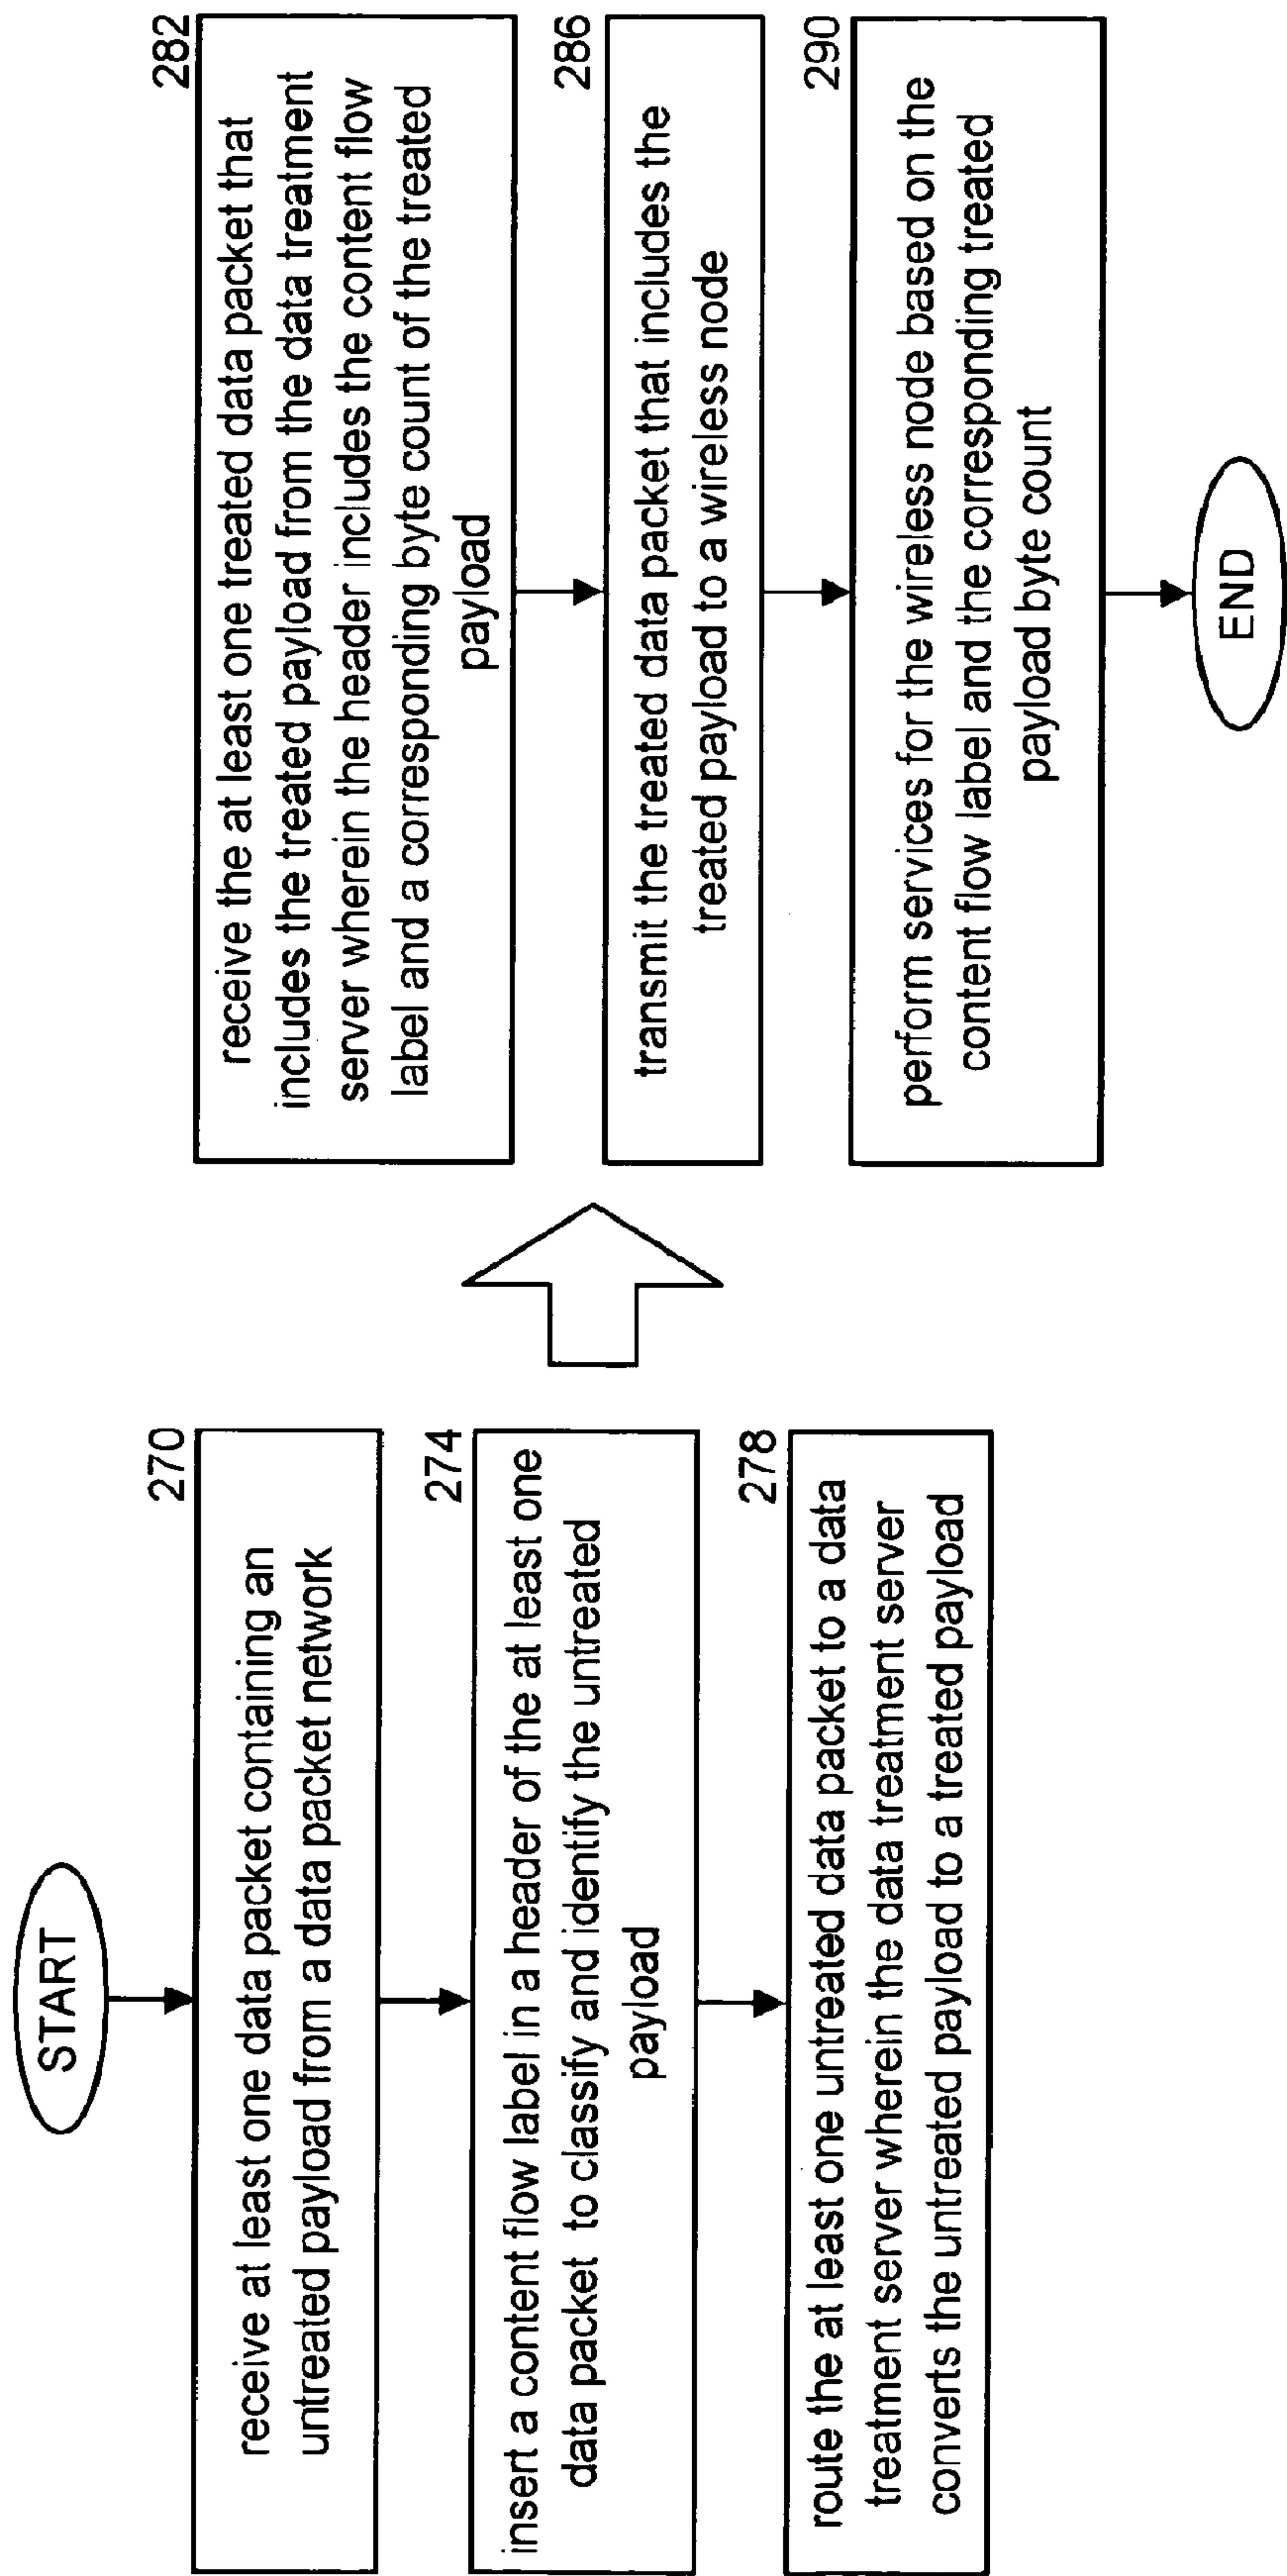 START
270
receive at least one data packet containing an
untreated payload from a data packet network
274
insert a content flow label in a header of the at least one
data packet to classify and identify the untreated
payload
278
route the at least one untreated data packet to a data
treatment server wherein the data treatment server
converts the untreated payload to a treated payload
282
receive the at least one treated data packet that
includes the treated payload from the data treatment
server wherein the header includes the content flow
label and a corresponding byte count of the treated
payload
286
transmit the treated data packet that includes the
treated payload to a wireless node
290
perform services for the wireless node based on the
content flow label and the corresponding treated
payload byte count
END